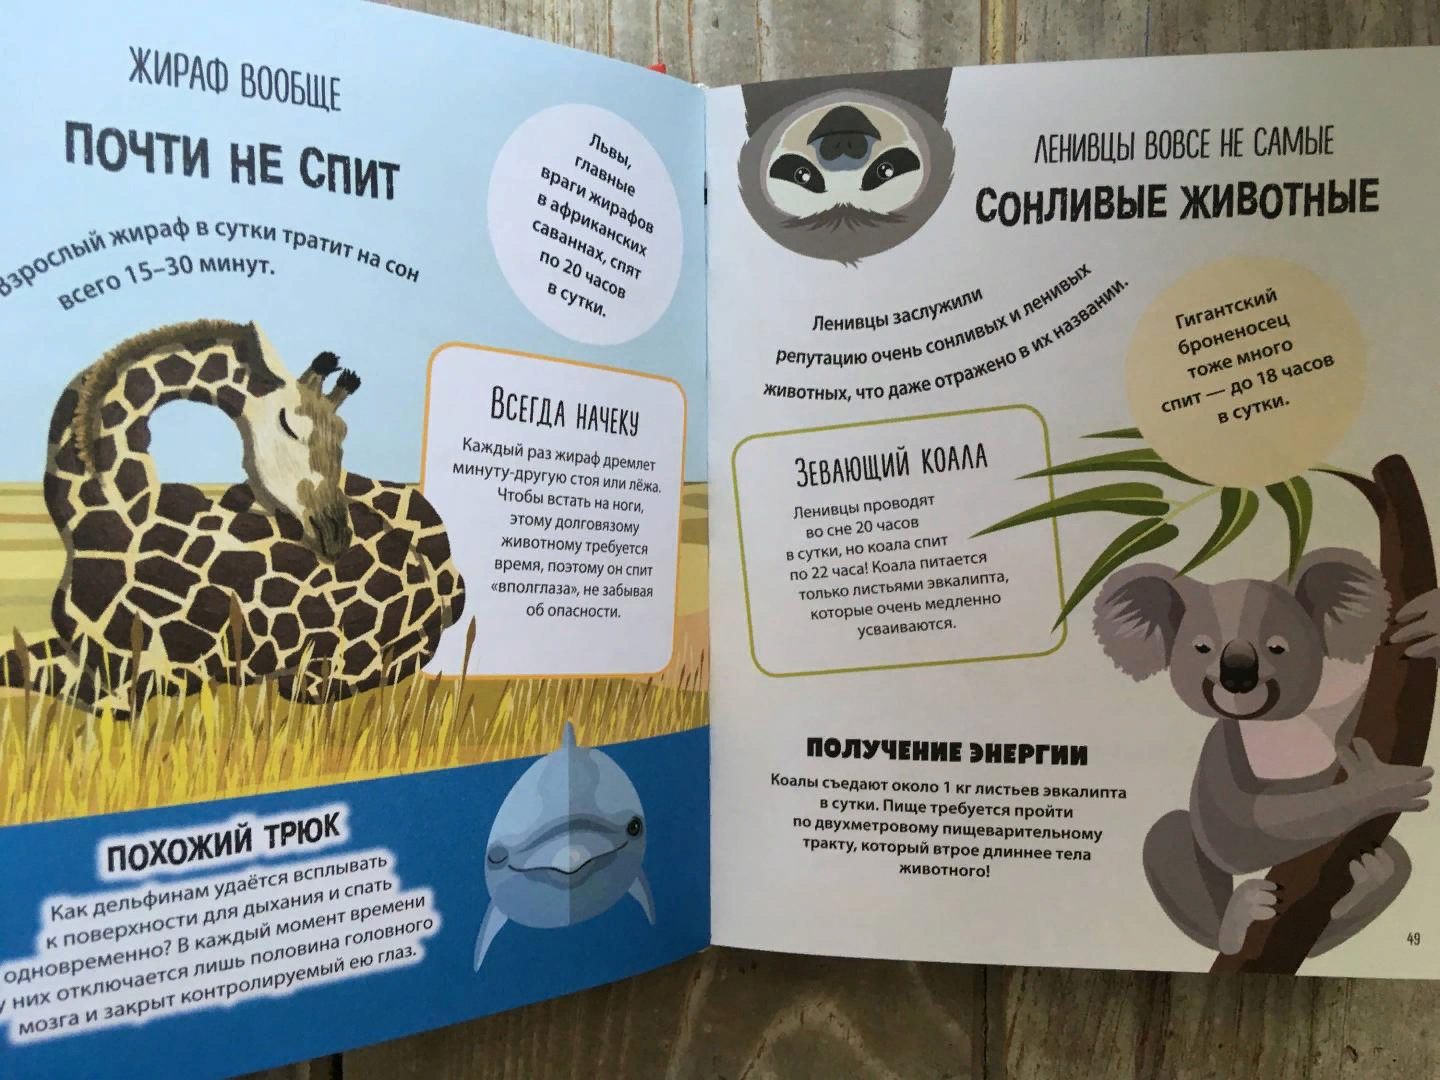 ЖИРАФ ВООБЩЕ
ПОЧТИ НЕ СПИТ
Взрослый жираф в сутки тратит на сон
всего 15–30 минут.
Львы,
главные
враги жирафов
в африканских
саваннах, спят
по 20 часов
в сутки.
ВСЕГДА НАЧЕКУ
Каждый раз жираф дремлет
минуту-другую стоя или лёжа.
Чтобы встать на ноги,
этому долговязому
животному требуется
время, поэтому он спит
«вполглаза», не забывая
об опасности.
ПОХОЖИЙ ТРЮК
Как дельфинам удаётся всплывать
к поверхности для дыхания и спать
одновременно? В каждый момент времени
у них отключается лишь половина головного
мозга и закрыт контролируемый ею глаз.
ЛЕНИВЦЫ ВОВСЕ НЕ САМЫЕ
СОНЛИВЫЕ ЖИВОТНЫЕ
Ленивцы заслужили
репутацию очень сонливых и ленивых
животных, что даже отражено в их названии.
Гигантский
броненосец
тоже много
спит — до 18 часов
в сутки.
ЗЕВАЮЩИЙ КОАЛА
Ленивцы проводят
во сне 20 часов
в сутки, но коала спит
по 22 часа! Коала питается
только листьями эвкалипта,
которые очень медленно
усваиваются.
ПОЛУЧЕНИЕ ЭНЕРГИИ
Коалы съедают около 1 кг листьев эвкалипта
в сутки. Пище требуется пройти
по двухметровому пищеварительному
тракту, который втрое длиннее тела
животного!
49